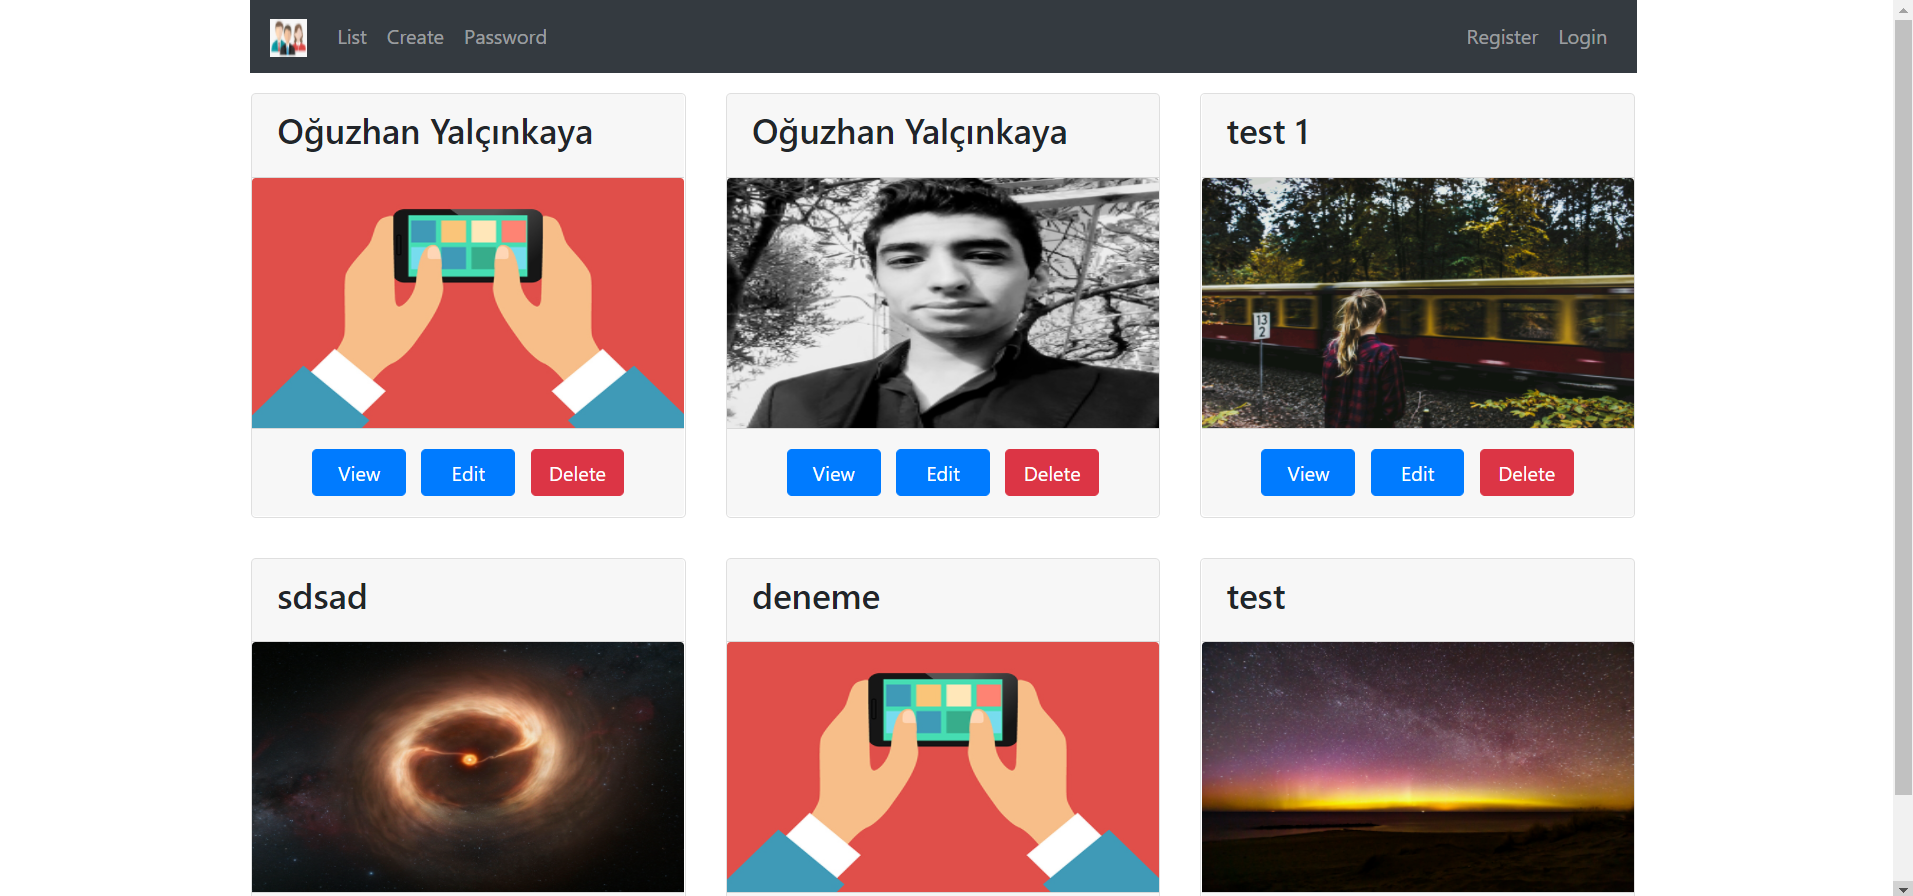 List Create Password Register Login
Oğuzhan Yalçınkaya
Oğuzhan Yalçınkaya
test 1
13
2
View Edit Delete
View Edit Delete
View Edit Delete
sdsad
deneme
test